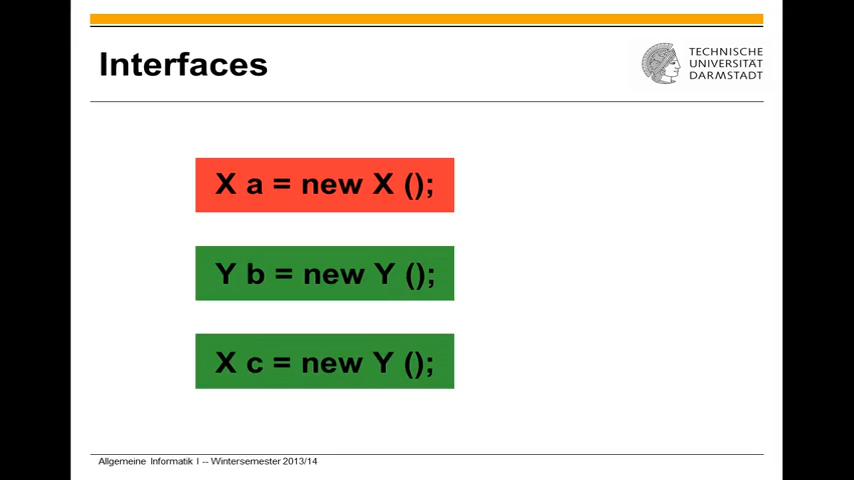 Interfaces
TECHNISCHE
UNIVERSITÄT
DARMSTADT
X a = new X ();
Y b = new Y ();
X c = new Y ();
Allgemeine Informatik I -- Wintersemester 2013/14